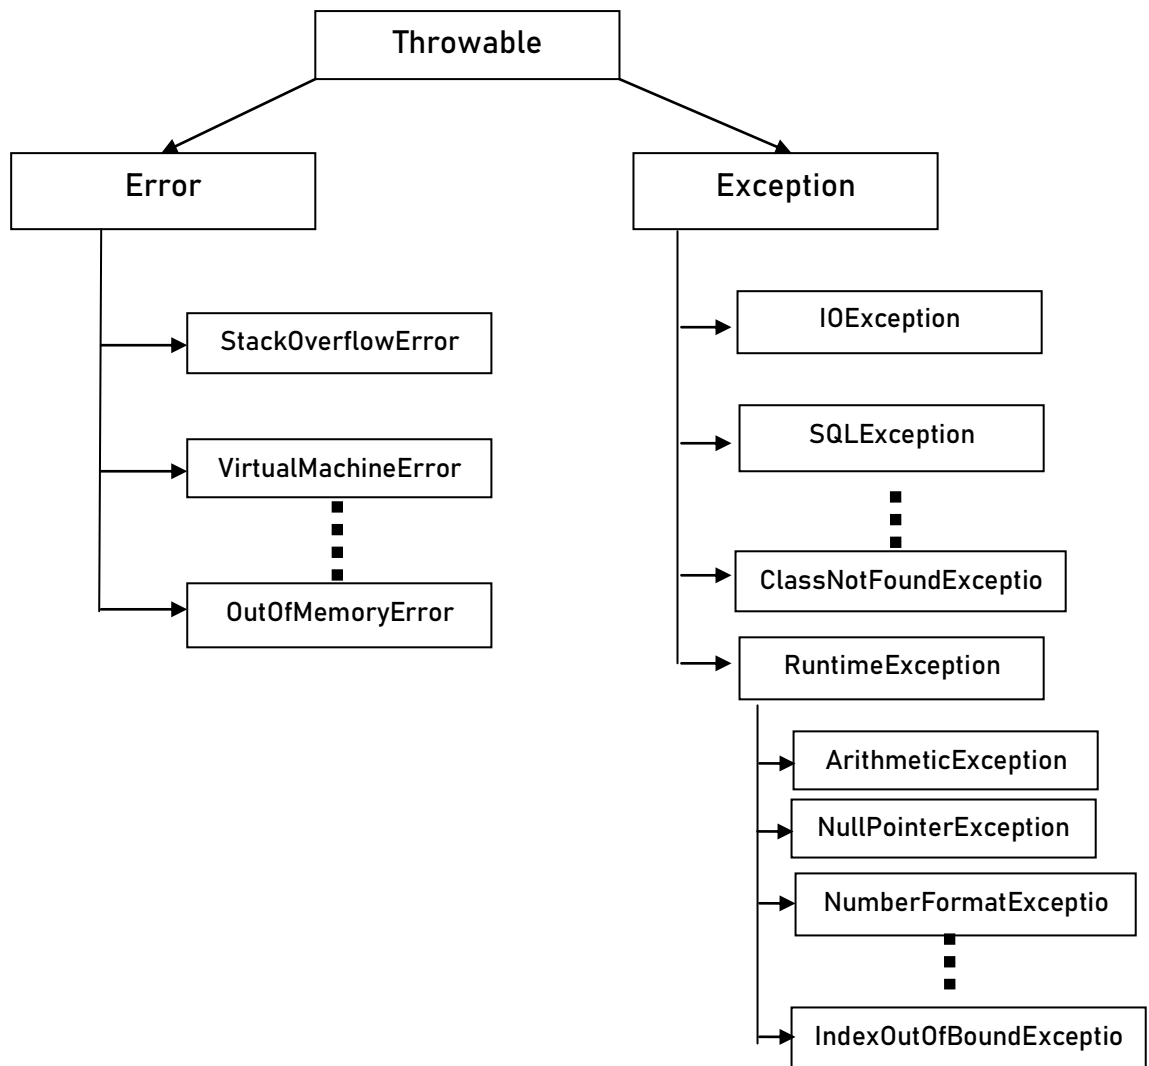 Throwable
Error
Exception
StackOverflowError
VirtualMachineError
OutOfMemoryError
IOException
SQLException
ClassNotFoundExceptio
RuntimeException
ArithmeticException
NullPointerException
NumberFormatExceptio
IndexOutOfBoundExceptio